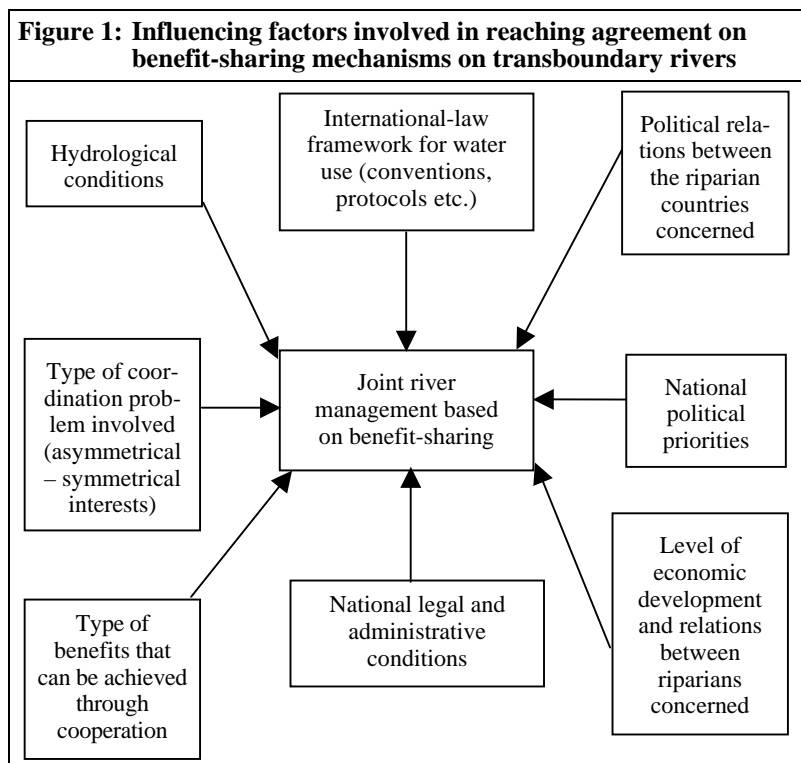 Figure 1: Influencing factors involved in reaching agreement on
benefit-sharing mechanisms on transboundary rivers
Hydrological
conditions
International-law
framework for water
use (conventions,
protocols etc.)
Political rela-
tions between
the riparian
countries
concerned
Type of coor-
dination prob-
lem involved
(asymmetrical
– symmetrical
interests)
Joint river
management based
on benefit-sharing
National
political
priorities
Type of
benefits that
can be achieved
through
cooperation
National legal and
administrative
conditions
Level of
economic
development
and relations
between
riparians
concerned